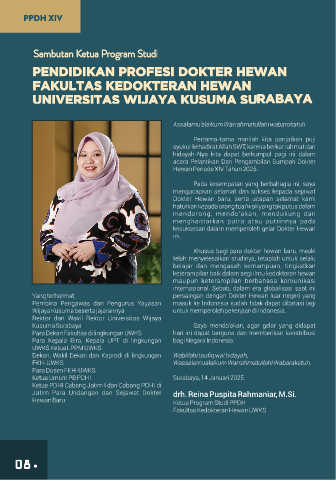 PPDH XIV
Sambutan Ketua Program Studi
PENDIDIKAN PROFESI DOKTER HEWAN
FAKULTAS KEDOKTERAN HEWAN
UNIVERSITAS WIJAYA KUSUMA SURABAYA
Yang terhormat,
Pembina Pengawas dan Pengurus Yayasan
Wijaya Kusuma beserta jajarannya
Rektor dan Wakil Rektor Universitas Wijaya
Kusuma Surabaya
Para Dekan Fakultas di lingkungan UWKS
Para Kepala Biro, Kepala UPT di lingkungan
UWKS, Ketua LPPM UWKS
Dekan, Wakil Dekan dan Kaprodi di lingkungan
FKH UWKS
Para Dosen FKH UWKS
Ketua Umum PB PDHI
Ketua PDHI Cabang Jatim I dan Cabang PDHI di
Jatim Para Undangan dan Sejawat Dokter
Hewan Baru
Assalamu'alaikum Warrahmatullahi wabarrakatuh.
Pertama-tama marilah kita panjatkan puji
syukur kehadirat Allah SWT, karena berkat rahmat dan
hidayah-Nya kita dapat berkumpul pagi ini dalam
acara Pelantikan Dan Pengambilan Sumpah Dokter
Hewan Periode XIV Tahun 2025.
Pada kesempatan yang berbahagia ini, saya
mengucapkan selamat dan sukses kepada sejawat
Dokter Hewan baru, serta ucapan selamat kami
haturkan kepada orang tua/wali yang tak putus dalam
mendorong, mendo'akan, mendukung dan
menghantarkan putra atau putrinnya pada
kesuksesan dalam memperoleh gelar Dokter Hewan
ini.
Khusus bagi para dokter hewan baru, meski
telah menyelesaikan studinya, tetaplah untuk selalu
belajar dan mengasah kemampuan, tingkatkan
keterampilan baik dalam segi ilmu kedokteran hewan
maupun keterampilan berbahasa komunikasi
internasional. Sebab, dalam era globalisasi saat ini
persaingan dengan Dokter Hewan luar negeri yang
masuk ke Indonesia sudah tidak dapat dibatasi lagi
untuk memperoleh pekerjaan di Indonesia.
Saya mendo'akan, agar gelar yang didapat
hari ini dapat berguna dan memberikan kontribusi
bagi Negara Indonesia.
Wabillahi taufiq wal hidayah,
Wassalamualaikum Warrahmatullahi Wabarakatuh.
Surabaya, 14 Januari 2025
drh. Reina Puspita Rahmaniar, M.Si.
Ketua Program Studi PPDH
Fakultas Kedokteran Hewan UWKS
08